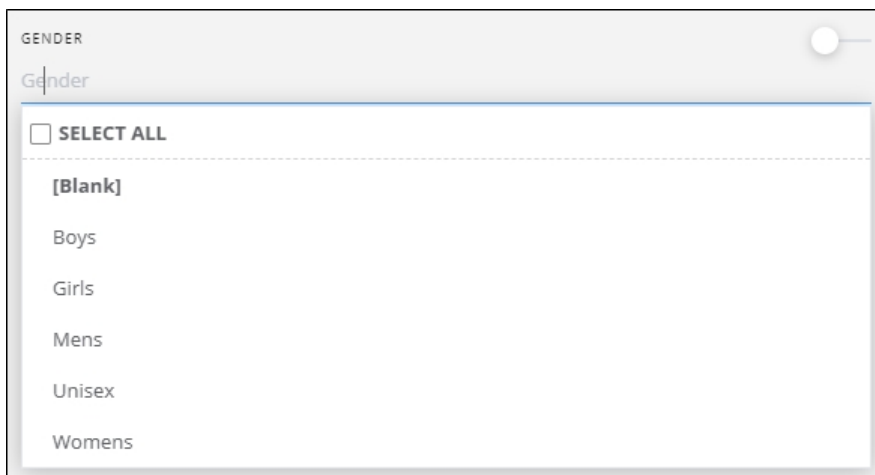 GENDER
Gender
SELECT ALL
[Blank]
Boys
Girls
Mens
Unisex
Womens